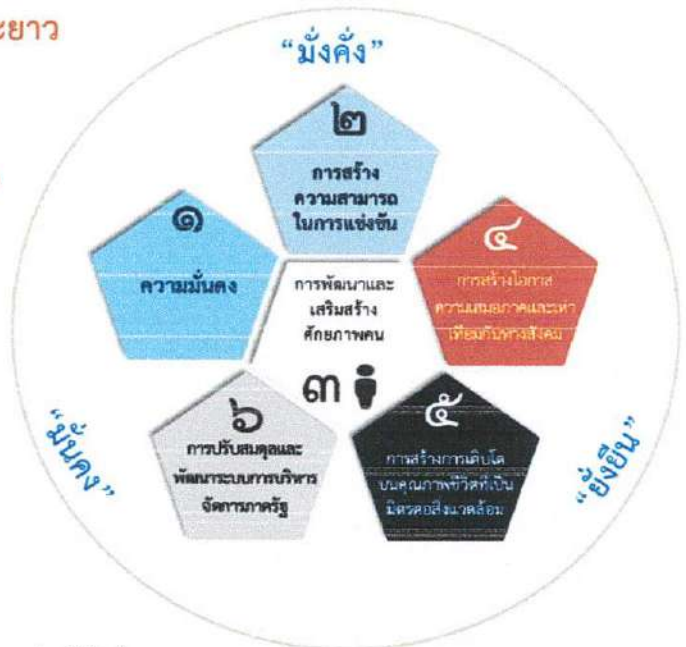 ะยาว
“มั่งคั่ง”
๒
การสร้าง
ความสามารถ
ในการแข่งขัน
๑
ความมั่นคง
๔
การสร้างโอกาส
ความเสมอภาคและเท่า
เทียมกันทางสังคม
การพัฒนาและ
เสริมสร้าง
ศักยภาพคน
๓
๖
การปรับสมดุลและ
พัฒนาระบบการบริหาร
จัดการภาครัฐ
๕
การสร้างการเติบโต
บนคุณภาพชีวิตที่เป็น
มิตรต่อสิ่งแวดล้อม
“มั่นคง”
“ยั่งยืน”